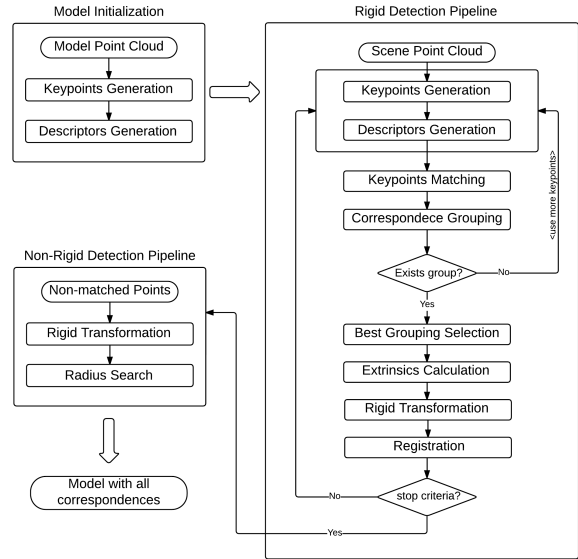 Model Initialization
Model Point Cloud
Keypoints Generation
Descriptors Generation
Rigid Detection Pipeline
Scene Point Cloud
Keypoints Generation
Descriptors Generation
Keypoints Matching
Correspondece Grouping
Exists group?
No
<use more keypoints>
Yes
Best Grouping Selection
Extrinsics Calculation
Rigid Transformation
Registration
stop criteria?
No
Yes
Non-Rigid Detection Pipeline
Non-matched Points
Rigid Transformation
Radius Search
Model with all
correspondences